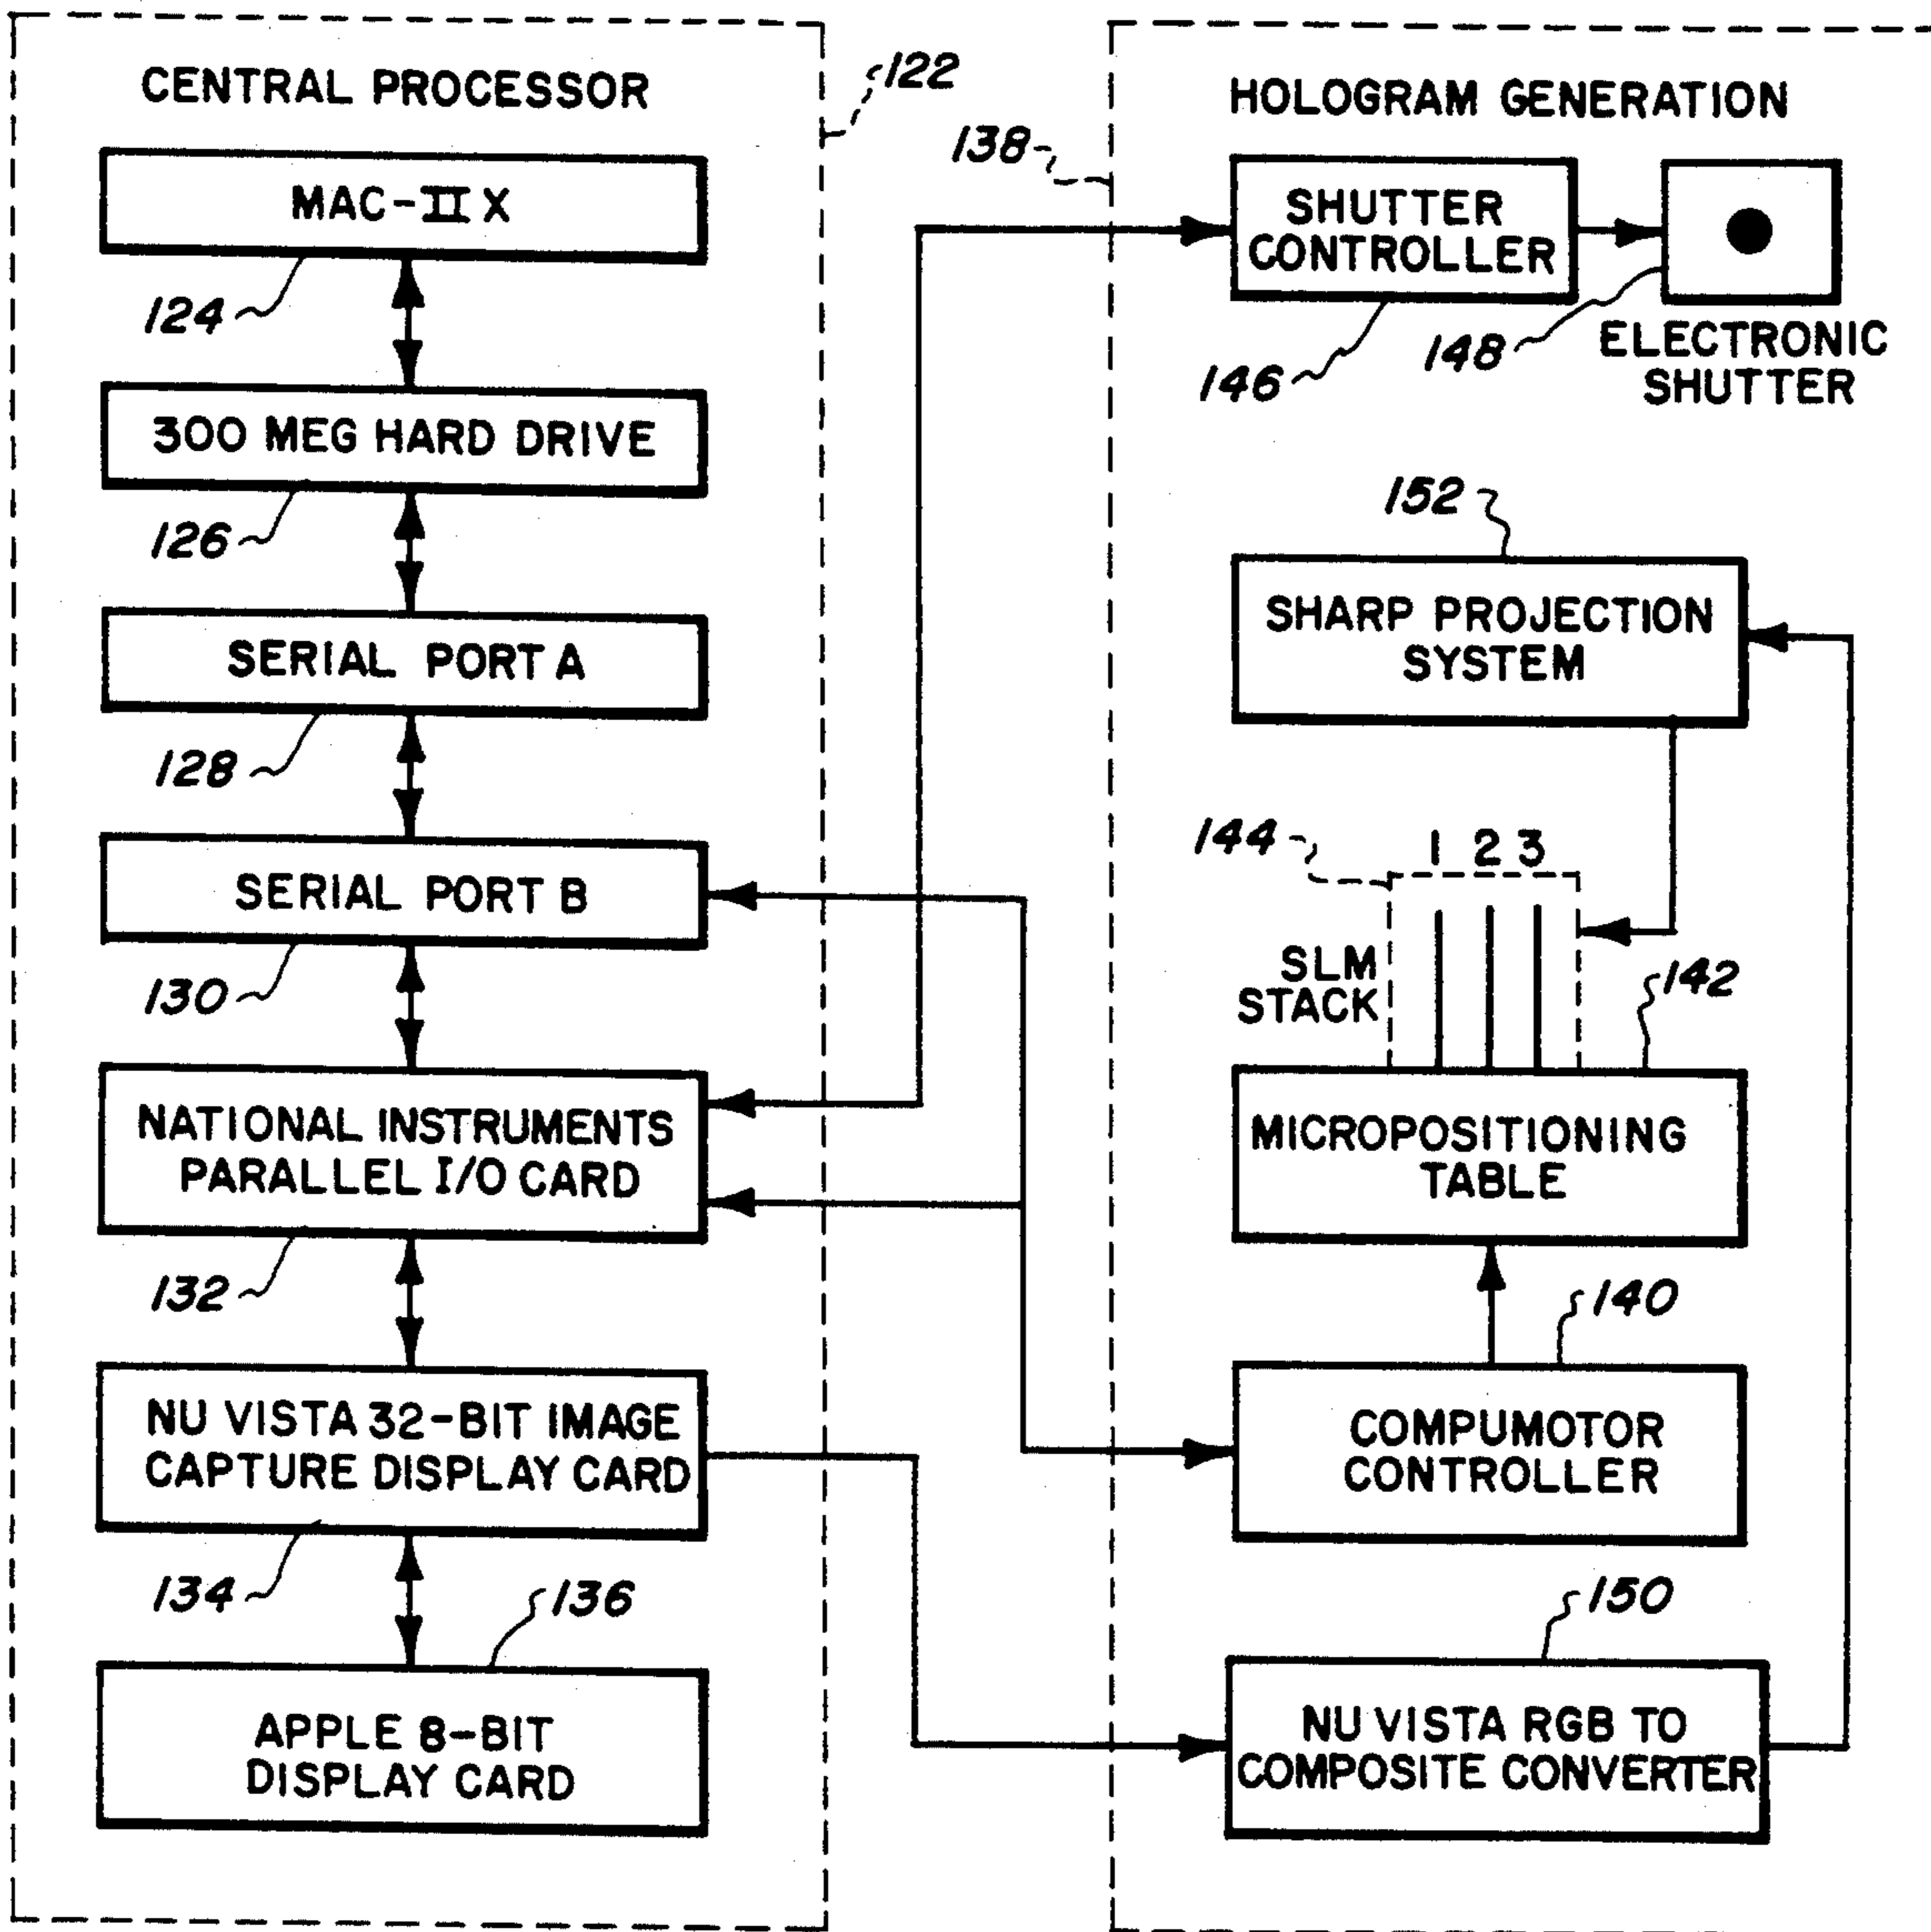 CENTRAL PROCESSOR
122
MAC-II X
124
300 MEG HARD DRIVE
126
SERIAL PORT A
128
SERIAL PORT B
130
NATIONAL INSTRUMENTS
PARALLEL I/O CARD
132
NU VISTA 32-BIT IMAGE
CAPTURE DISPLAY CARD
134
136
APPLE 8-BIT
DISPLAY CARD
138
HOLOGRAM GENERATION
SHUTTER
CONTROLLER
146
148
ELECTRONIC
SHUTTER
152
SHARP PROJECTION
SYSTEM
144
1 2 3
SLM
STACK
142
MICROPOSITIONING
TABLE
140
COMPUMOTOR
CONTROLLER
150
NU VISTA RGB TO
COMPOSITE CONVERTER